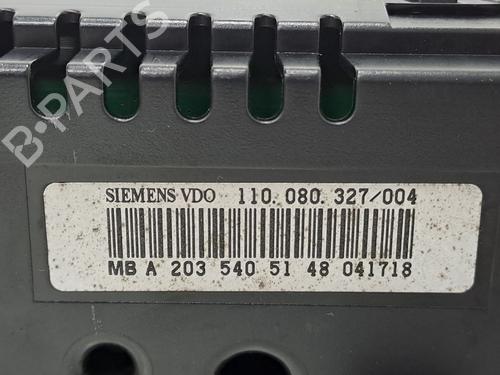 B-PARTS
SIEMENS VDO 110.080.327/004
MB A 203 540 51 48 041718